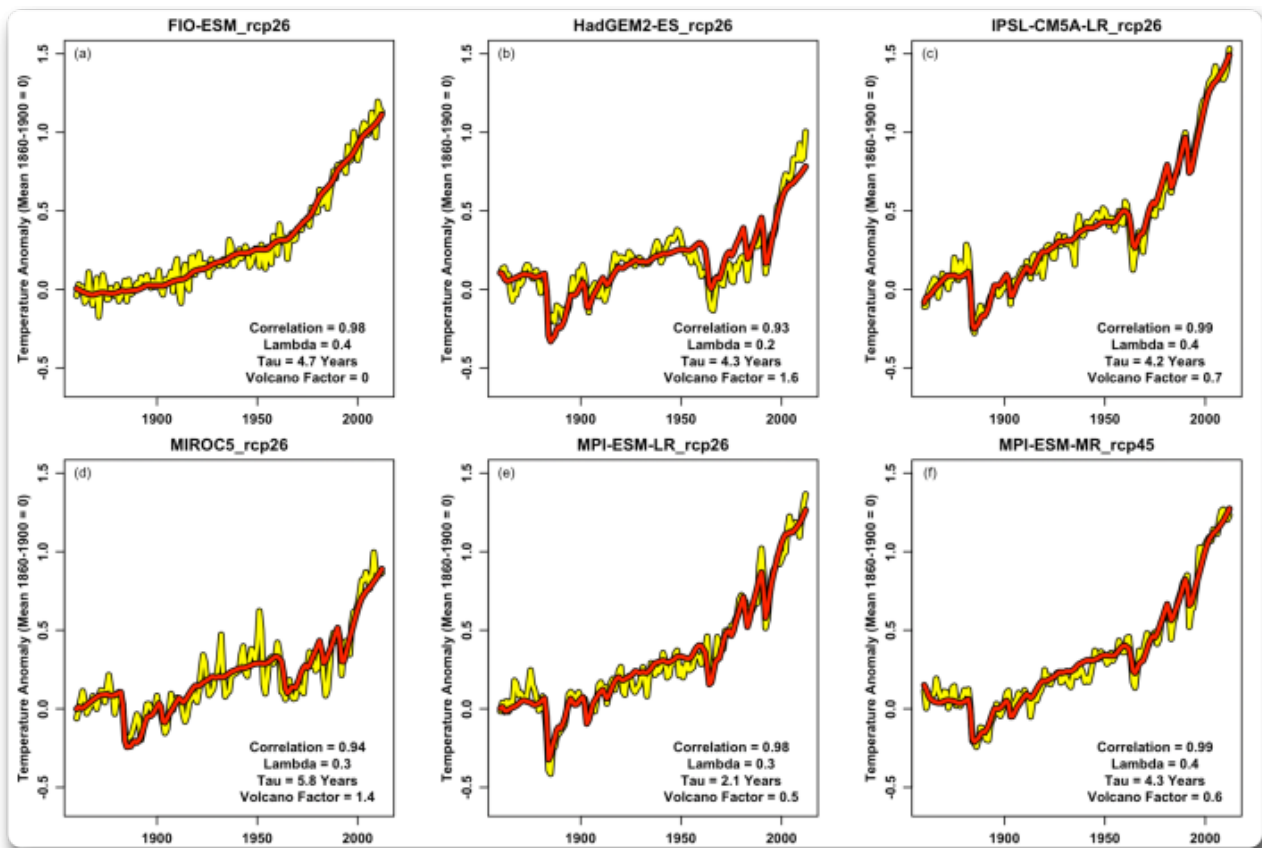 FIO-ESM_rcp26
(a)
Temperature Anomaly (Mean 1860-1900 = 0)
1.5
1.0
0.5
0.0
-0.5
Correlation = 0.98
Lambda = 0.4
Tau = 4.7 Years
Volcano Factor = 0
1900
1950
2000
HadGEM2-ES_rcp26
(b)
Temperature Anomaly (Mean 1860-1900 = 0)
1.5
1.0
0.5
0.0
-0.5
Correlation = 0.93
Lambda = 0.2
Tau = 4.3 Years
Volcano Factor = 1.6
1900
1950
2000
IPSL-CM5A-LR_rcp26
(c)
Temperature Anomaly (Mean 1860-1900 = 0)
1.5
1.0
0.5
0.0
-0.5
Correlation = 0.99
Lambda = 0.4
Tau = 4.2 Years
Volcano Factor = 0.7
1900
1950
2000
MIROC5_rcp26
(d)
Temperature Anomaly (Mean 1860-1900 = 0)
1.5
1.0
0.5
0.0
-0.5
Correlation = 0.94
Lambda = 0.3
Tau = 5.8 Years
Volcano Factor = 1.4
1900
1950
2000
MPI-ESM-LR_rcp26
(e)
Temperature Anomaly (Mean 1860-1900 = 0)
1.5
1.0
0.5
0.0
-0.5
Correlation = 0.98
Lambda = 0.3
Tau = 2.1 Years
Volcano Factor = 0.5
1900
1950
2000
MPI-ESM-MR_rcp45
(f)
Temperature Anomaly (Mean 1860-1900 = 0)
1.5
1.0
0.5
0.0
-0.5
Correlation = 0.99
Lambda = 0.4
Tau = 4.3 Years
Volcano Factor = 0.6
1900
1950
2000